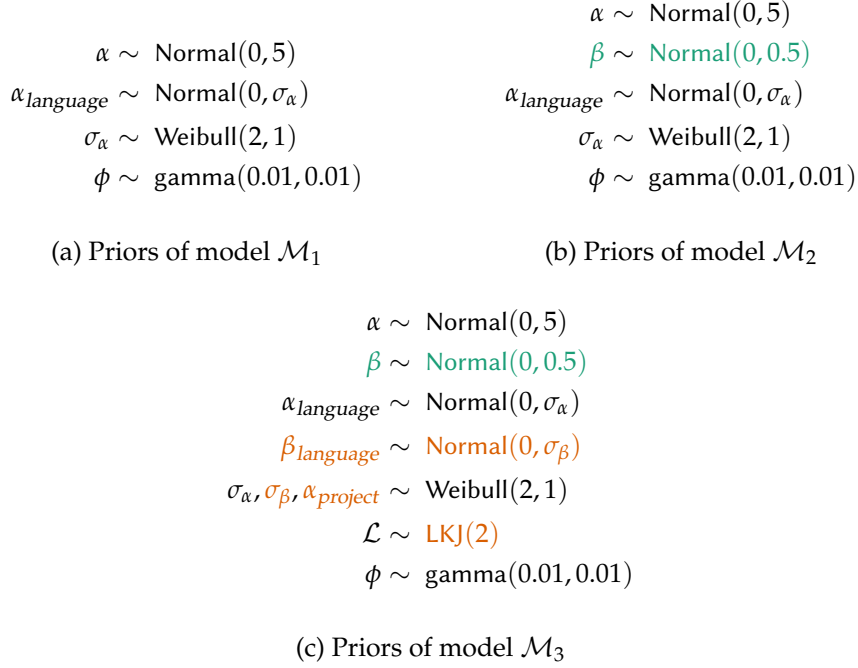 α ∼ Normal(0, 5)
α_language ∼ Normal(0, σ_α)
σ_α ∼ Weibull(2, 1)
ϕ ∼ gamma(0.01, 0.01)
(a) Priors of model ℳ₁
α ∼ Normal(0, 5)
β ∼ Normal(0, 0.5)
α_language ∼ Normal(0, σ_α)
σ_α ∼ Weibull(2, 1)
ϕ ∼ gamma(0.01, 0.01)
(b) Priors of model ℳ₂
α ∼ Normal(0, 5)
β ∼ Normal(0, 0.5)
α_language ∼ Normal(0, σ_α)
β_language ∼ Normal(0, σ_β)
σ_α, σ_β, α_project ∼ Weibull(2, 1)
ℒ ∼ LKJ(2)
ϕ ∼ gamma(0.01, 0.01)
(c) Priors of model ℳ₃